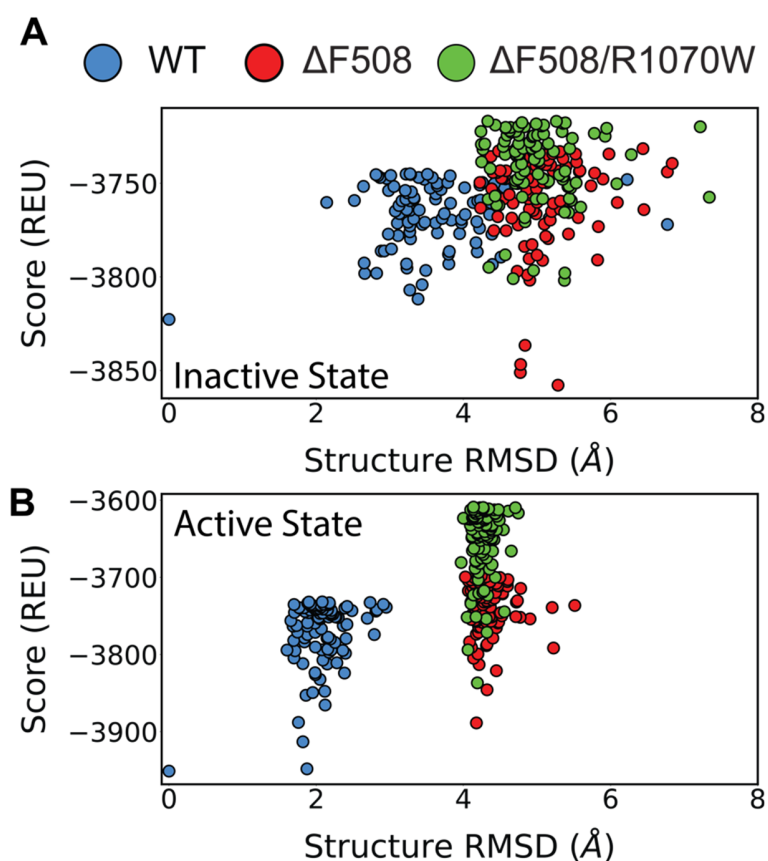 A
WT ΔF508 ΔF508/R1070W
Score (REU)
−3750
−3800
−3850
Inactive State
0 2 4 6 8
Structure RMSD (Å)
B
Score (REU)
−3600
−3700
−3800
−3900
Active State
0 2 4 6 8
Structure RMSD (Å)